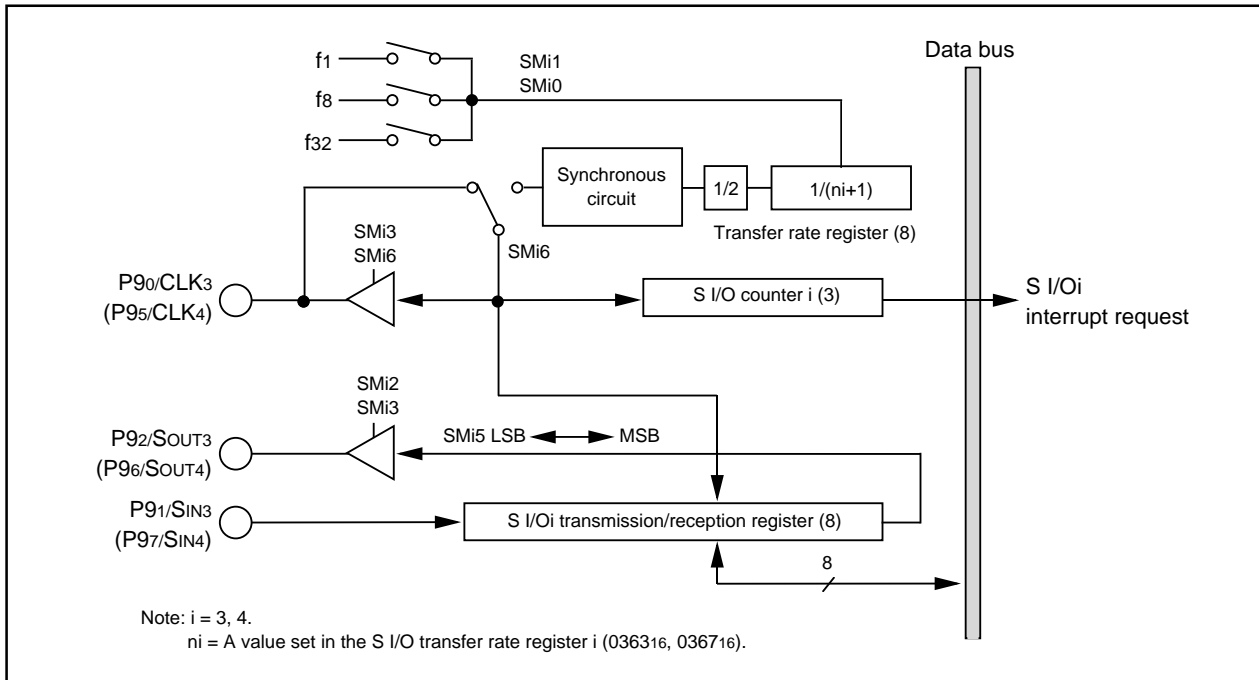 Data bus
f1
SMi1
SMi0
f8
f32
Synchronous
circuit
1/2
1/(ni+1)
Transfer rate register (8)
SMi3
SMi6
SMi6
P90/CLK3
(P95/CLK4)
S I/O counter i (3)
S I/Oi
interrupt request
SMi2
SMi3
SMi5 LSB
MSB
P92/SOUT3
(P96/SOUT4)
P91/SIN3
(P97/SIN4)
S I/Oi transmission/reception register (8)
8
Note: i = 3, 4.
ni = A value set in the S I/O transfer rate register i (036316, 036716).